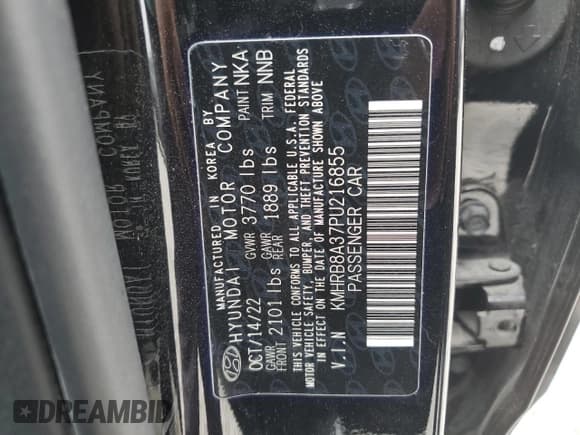 MANUFACTURED IN KOREA BY
HYUNDAI MOTOR COMPANY
OCT/14/22 GVWR 3770 lbs PAINT NKA
GAWR FRONT 2101 lbs GAWR REAR 1889 lbs TRIM NNB
THIS VEHICLE CONFORMS TO ALL APPLICABLE U.S.A. FEDERAL
MOTOR VEHICLE SAFETY, BUMPER, AND THEFT PREVENTION STANDARDS
IN EFFECT ON THE DATE OF MANUFACTURE SHOWN ABOVE
V.I.N KMHRB8A37PU216855
PASSENGER CAR
DREAMBID